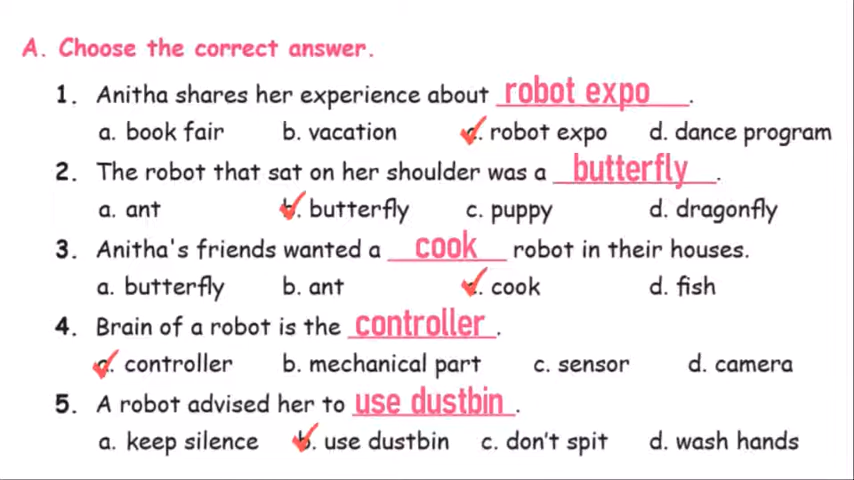 A. Choose the correct answer.
1. Anitha shares her experience about robot expo.
a. book fair b. vacation c. robot expo d. dance program
2. The robot that sat on her shoulder was a butterfly.
a. ant b. butterfly c. puppy d. dragonfly
3. Anitha's friends wanted a cook robot in their houses.
a. butterfly b. ant c. cook d. fish
4. Brain of a robot is the controller.
a. controller b. mechanical part c. sensor d. camera
5. A robot advised her to use dustbin.
a. keep silence b. use dustbin c. don't spit d. wash hands